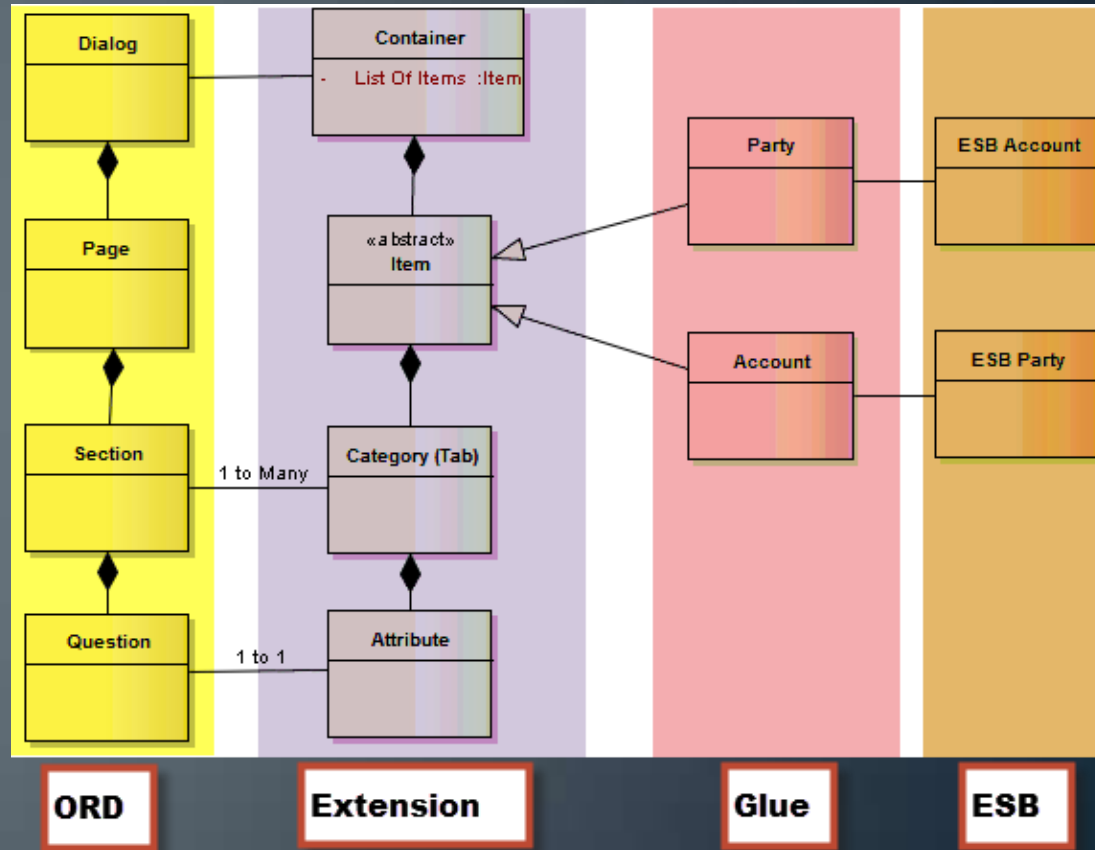 Dialog
Container
- List Of Items :Item
Party
ESB Account
Page
«abstract»
Item
Account
ESB Party
Section
1 to Many
Category (Tab)
Question
1 to 1
Attribute
ORD
Extension
Glue
ESB